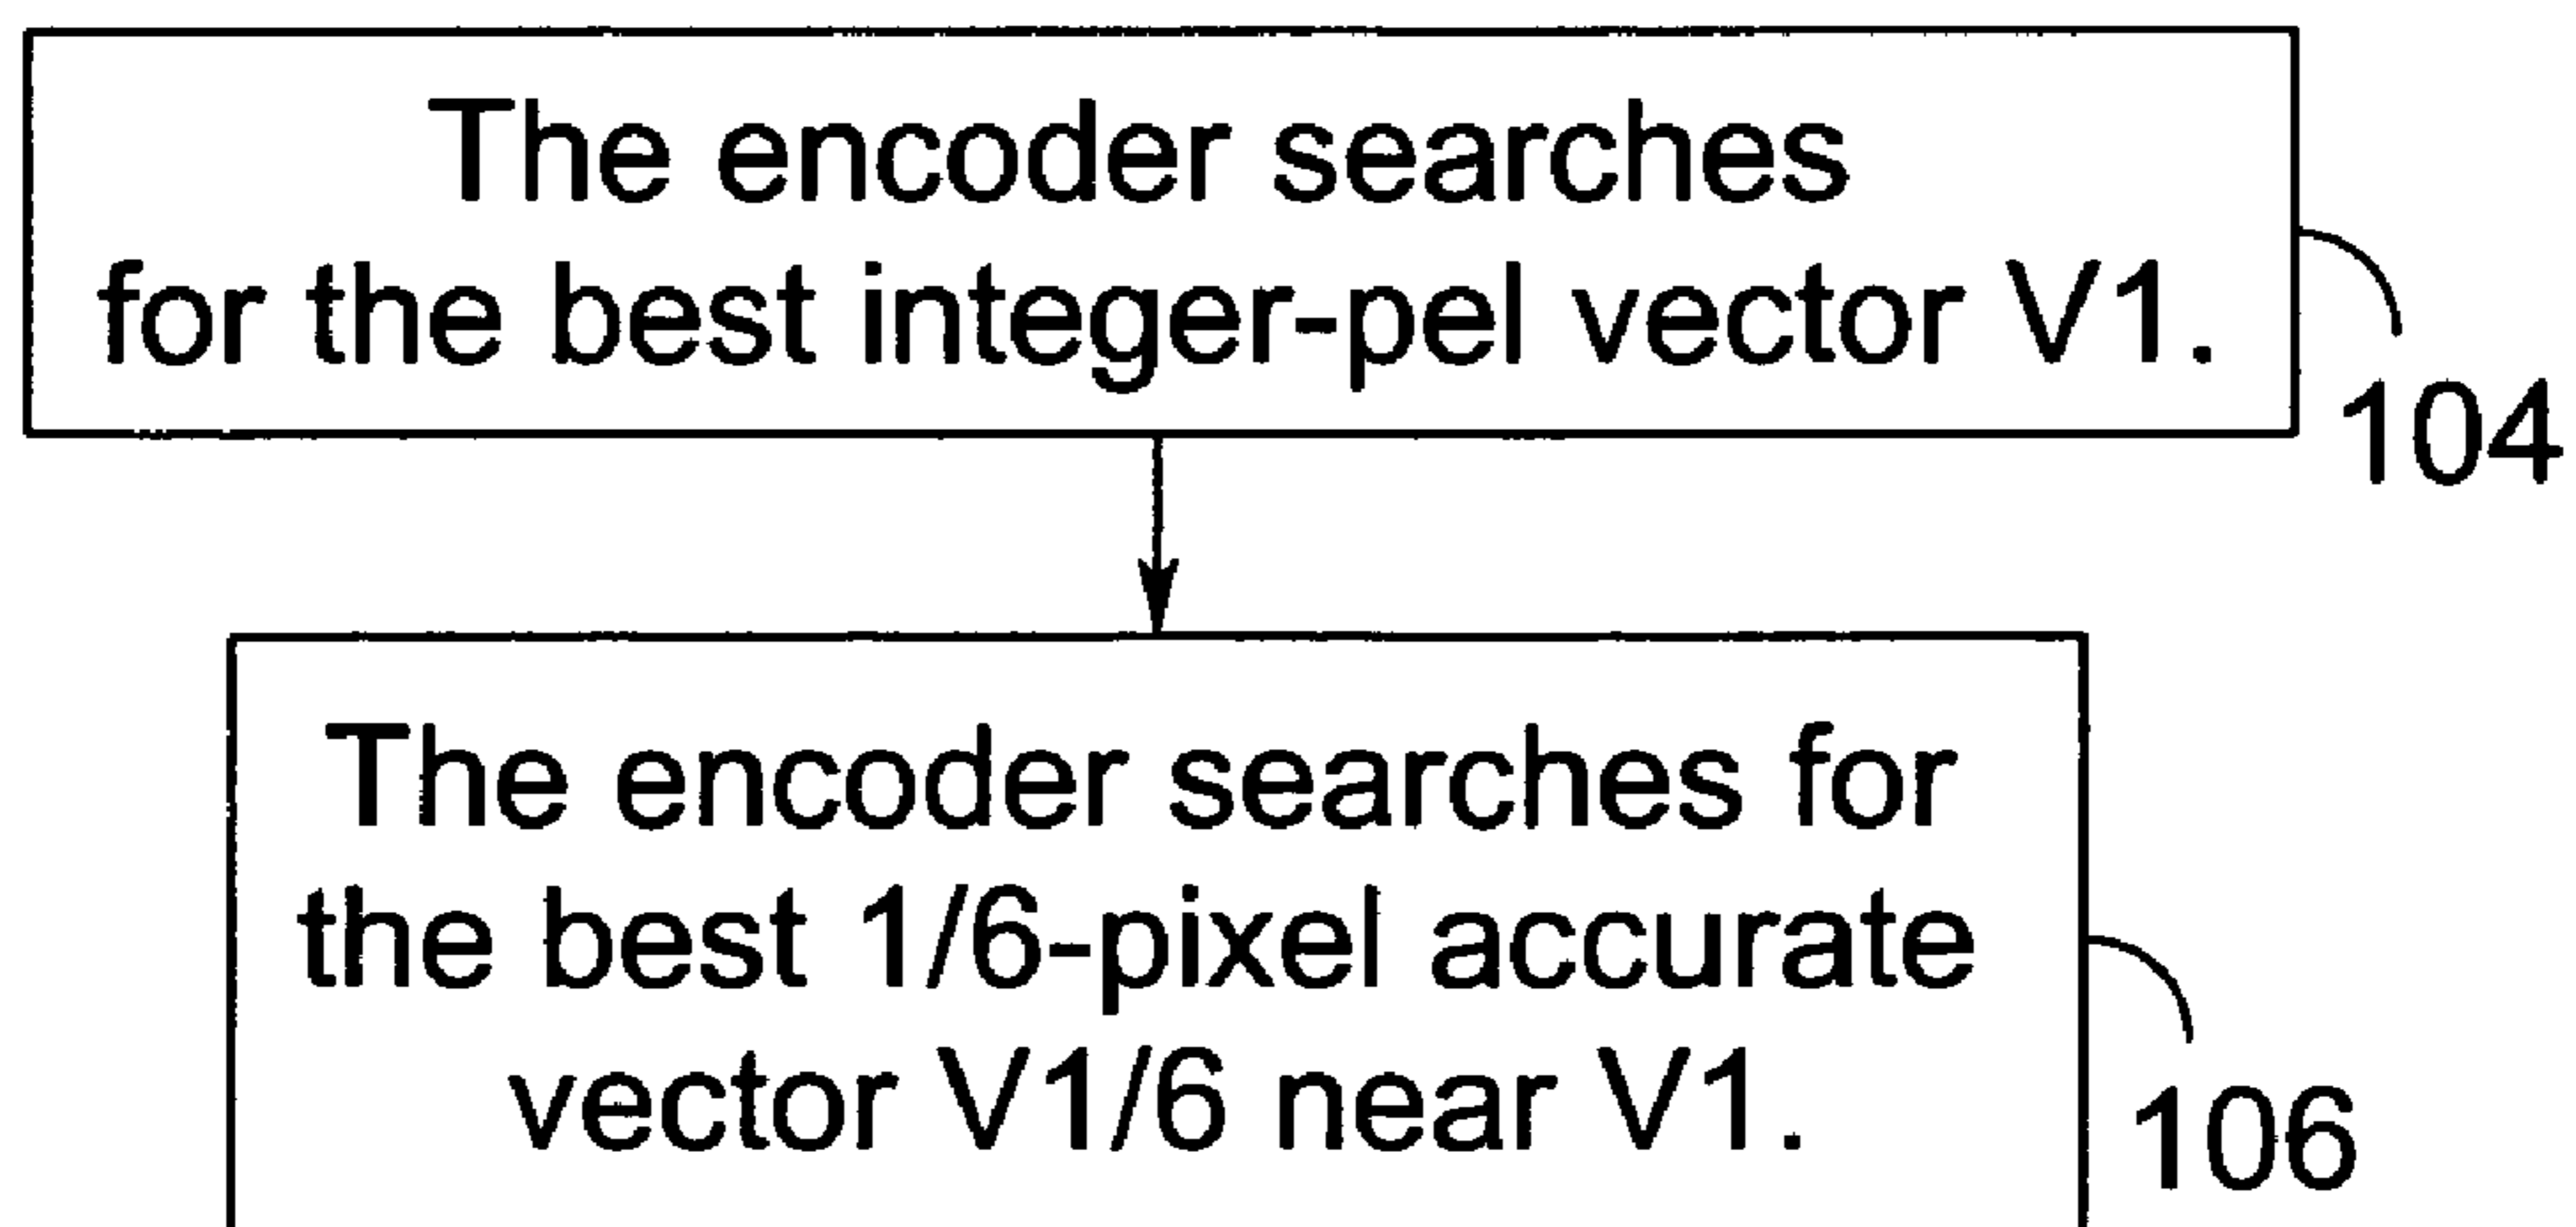 The encoder searches
for the best integer-pel vector V1.
104
The encoder searches for
the best 1/6-pixel accurate
vector V1/6 near V1.
106